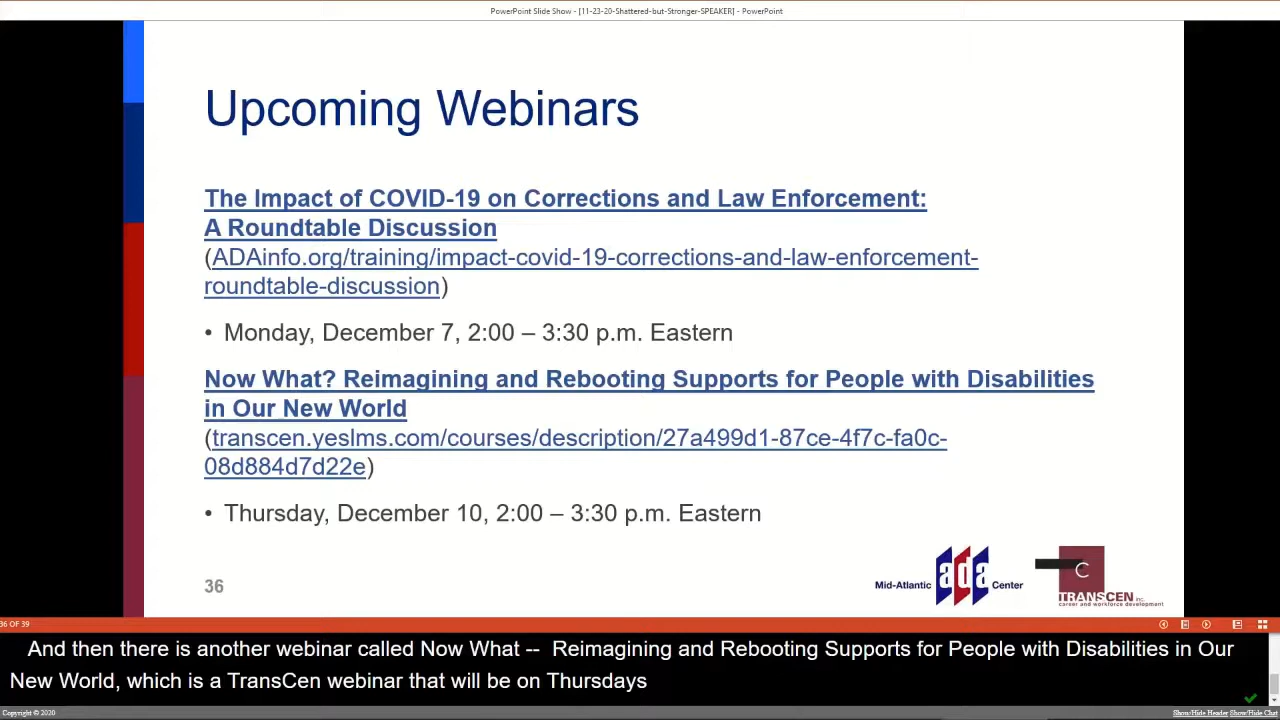 PowerPoint Slide Show - [11-23-20-Shattered-but-Stronger-SPEAKER] - PowerPoint
Upcoming Webinars
The Impact of COVID-19 on Corrections and Law Enforcement:
A Roundtable Discussion
(ADAinfo.org/training/impact-covid-19-corrections-and-law-enforcement-
roundtable-discussion)
• Monday, December 7, 2:00 – 3:30 p.m. Eastern
Now What? Reimagining and Rebooting Supports for People with Disabilities
in Our New World
(transcen.yeslms.com/courses/description/27a499d1-87ce-4f7c-fa0c-
08d884d7d22e)
• Thursday, December 10, 2:00 – 3:30 p.m. Eastern
Mid-Atlantic ada Center
C
TRANSCEN inc.
career and workforce development
36
36 OF 39
And then there is another webinar called Now What -- Reimagining and Rebooting Supports for People with Disabilities in Our
New World, which is a TransCen webinar that will be on Thursdays
Copyright © 2020
Show/Hide Header Show/Hide Chat